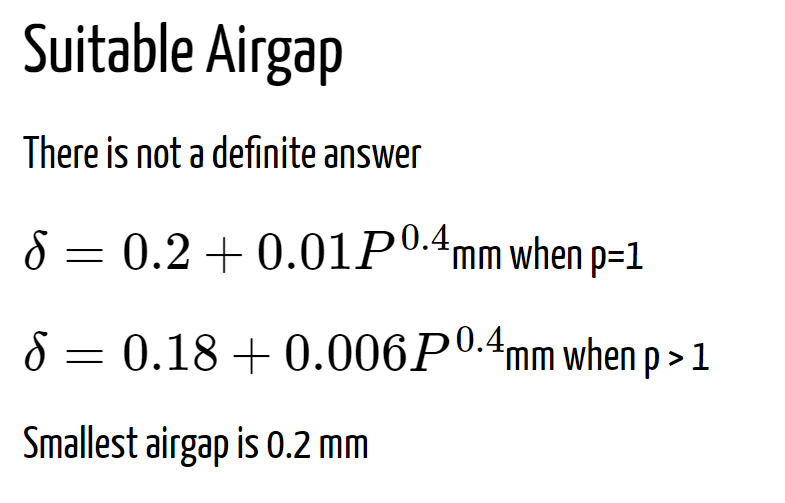 Suitable Airgap
There is not a definite answer
δ = 0.2 + 0.01P^0.4 mm when p=1
δ = 0.18 + 0.006P^0.4 mm when p > 1
Smallest airgap is 0.2 mm